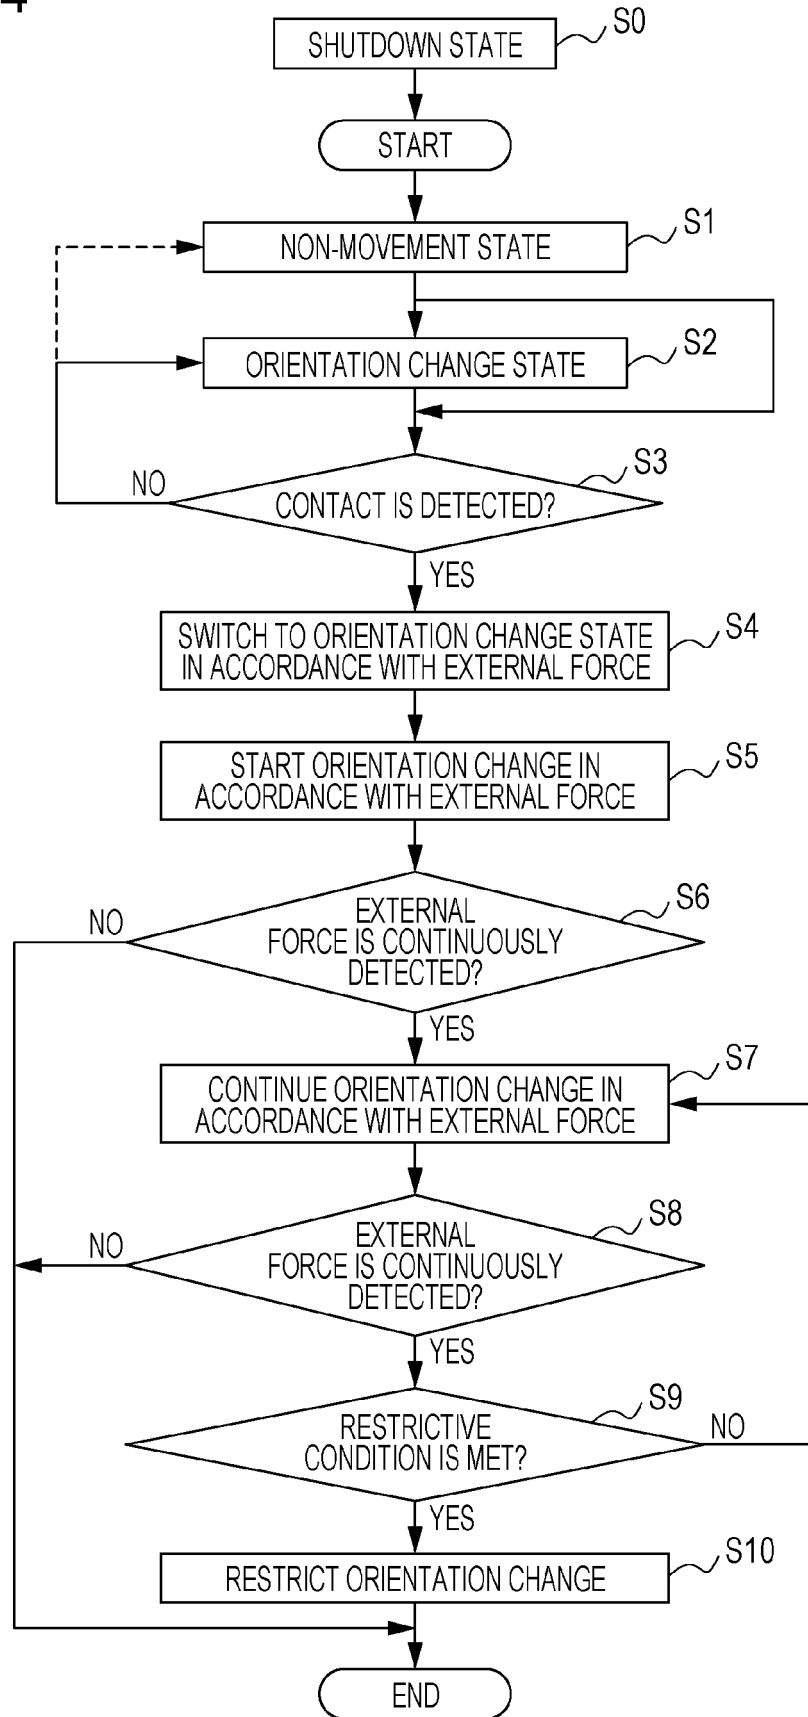 SHUTDOWN STATE
S0
START
NON-MOVEMENT STATE
S1
ORIENTATION CHANGE STATE
S2
CONTACT IS DETECTED?
S3
NO
YES
SWITCH TO ORIENTATION CHANGE STATE
IN ACCORDANCE WITH EXTERNAL FORCE
S4
START ORIENTATION CHANGE IN
ACCORDANCE WITH EXTERNAL FORCE
S5
EXTERNAL
FORCE IS CONTINUOUSLY
DETECTED?
S6
NO
YES
CONTINUE ORIENTATION CHANGE IN
ACCORDANCE WITH EXTERNAL FORCE
S7
EXTERNAL
FORCE IS CONTINUOUSLY
DETECTED?
S8
NO
YES
RESTRICTIVE
CONDITION IS MET?
S9
NO
YES
RESTRICT ORIENTATION CHANGE
S10
END